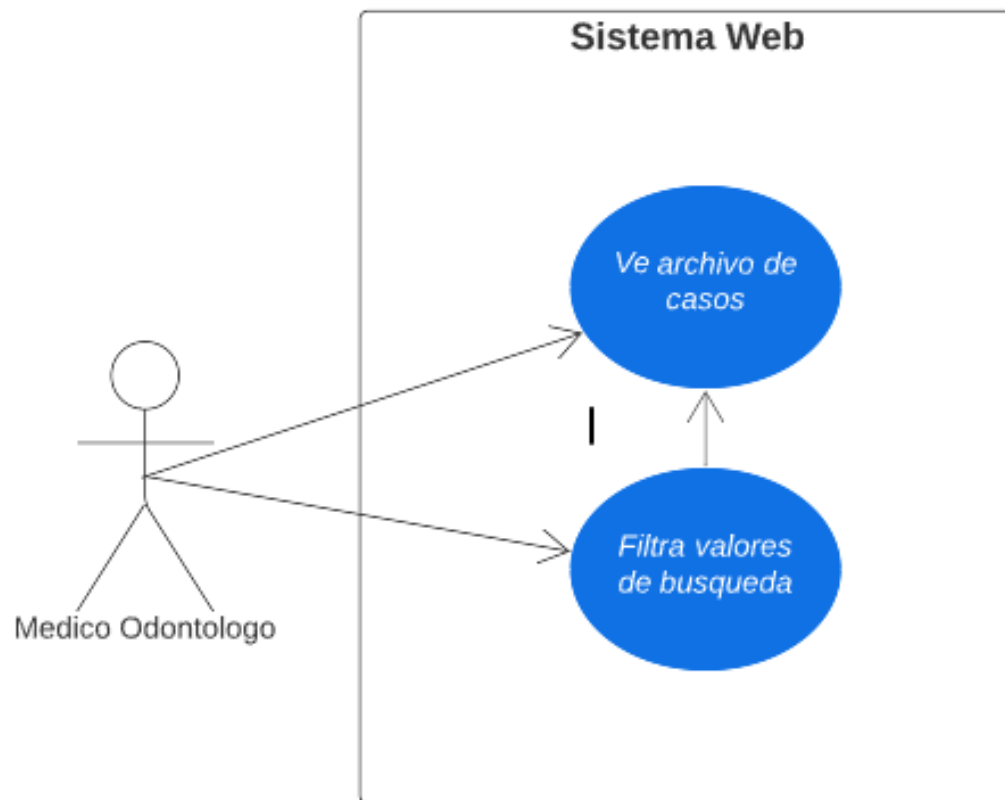 Sistema Web
Ve archivo de
casos
Filtra valores
de busqueda
Medico Odontologo